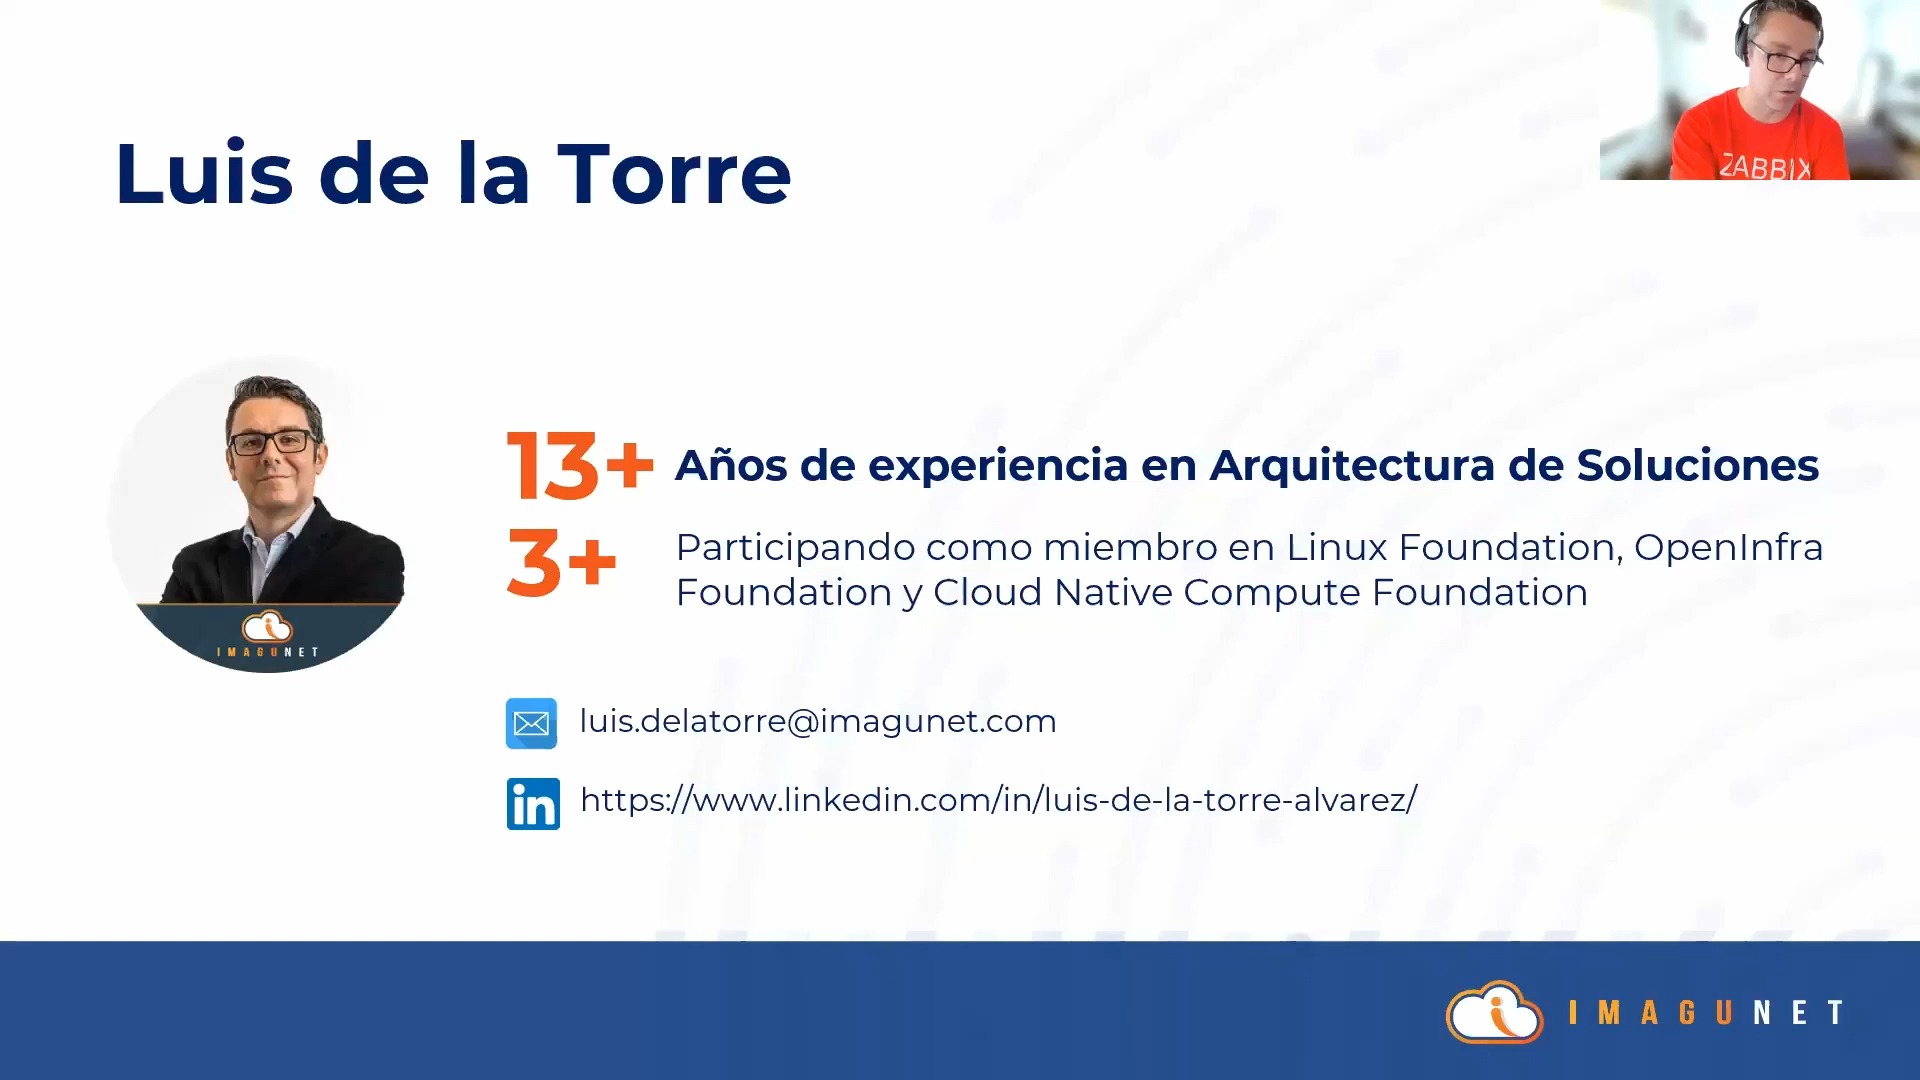 ZABBIX
Luis de la Torre
13+ Años de experiencia en Arquitectura de Soluciones
3+ Participando como miembro en Linux Foundation, OpenInfra
Foundation y Cloud Native Compute Foundation
IMAGUNET
luis.delatorre@imagunet.com
in https://www.linkedin.com/in/luis-de-la-torre-alvarez/
IMAGUNET